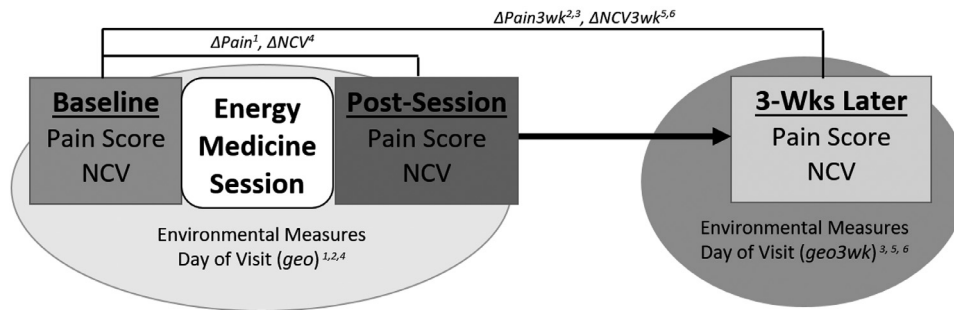 ΔPain3wk²,³, ΔNCV3wk⁵,⁶
ΔPain¹, ΔNCV⁴
Baseline
Pain Score
NCV
Energy
Medicine
Session
Post-Session
Pain Score
NCV
3-Wks Later
Pain Score
NCV
Environmental Measures
Day of Visit (geo) ¹,²,⁴
Environmental Measures
Day of Visit (geo3wk) ³, ⁵, ⁶